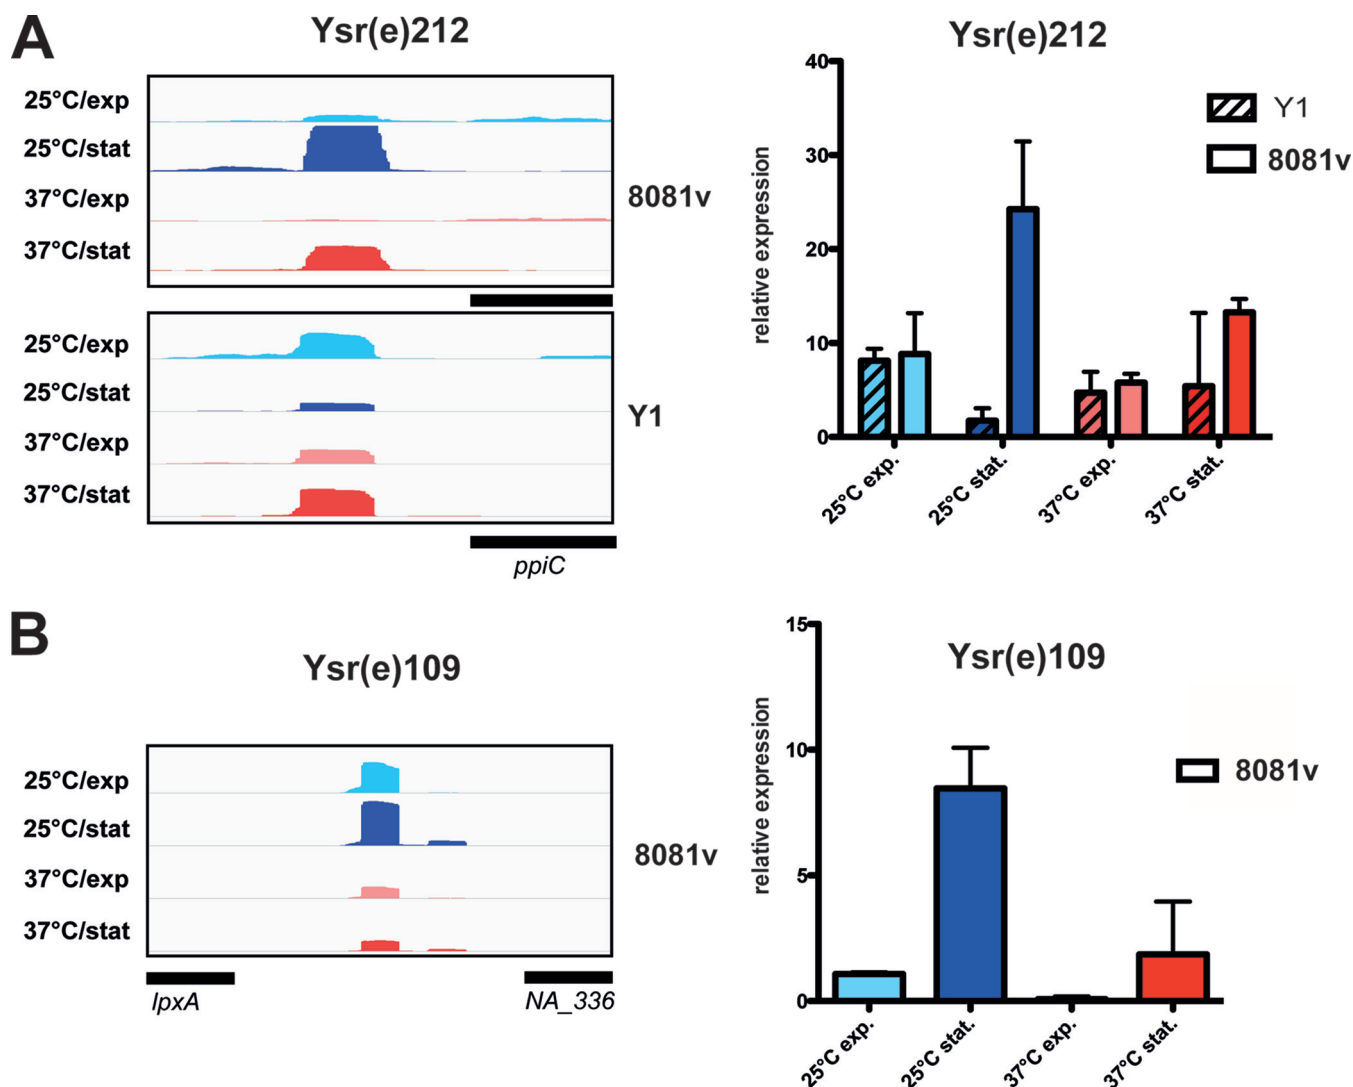 A
Ysr(e)212
25°C/exp
25°C/stat
37°C/exp
37°C/stat
8081v
25°C/exp
25°C/stat
37°C/exp
37°C/stat
Y1
ppiC
Ysr(e)212
relative expression
40
30
20
10
0
25°C exp.
25°C stat.
37°C exp.
37°C stat.
Y1
8081v
B
Ysr(e)109
25°C/exp
25°C/stat
37°C/exp
37°C/stat
8081v
lpxA
NA_336
Ysr(e)109
relative expression
15
10
5
0
25°C exp.
25°C stat.
37°C exp.
37°C stat.
8081v